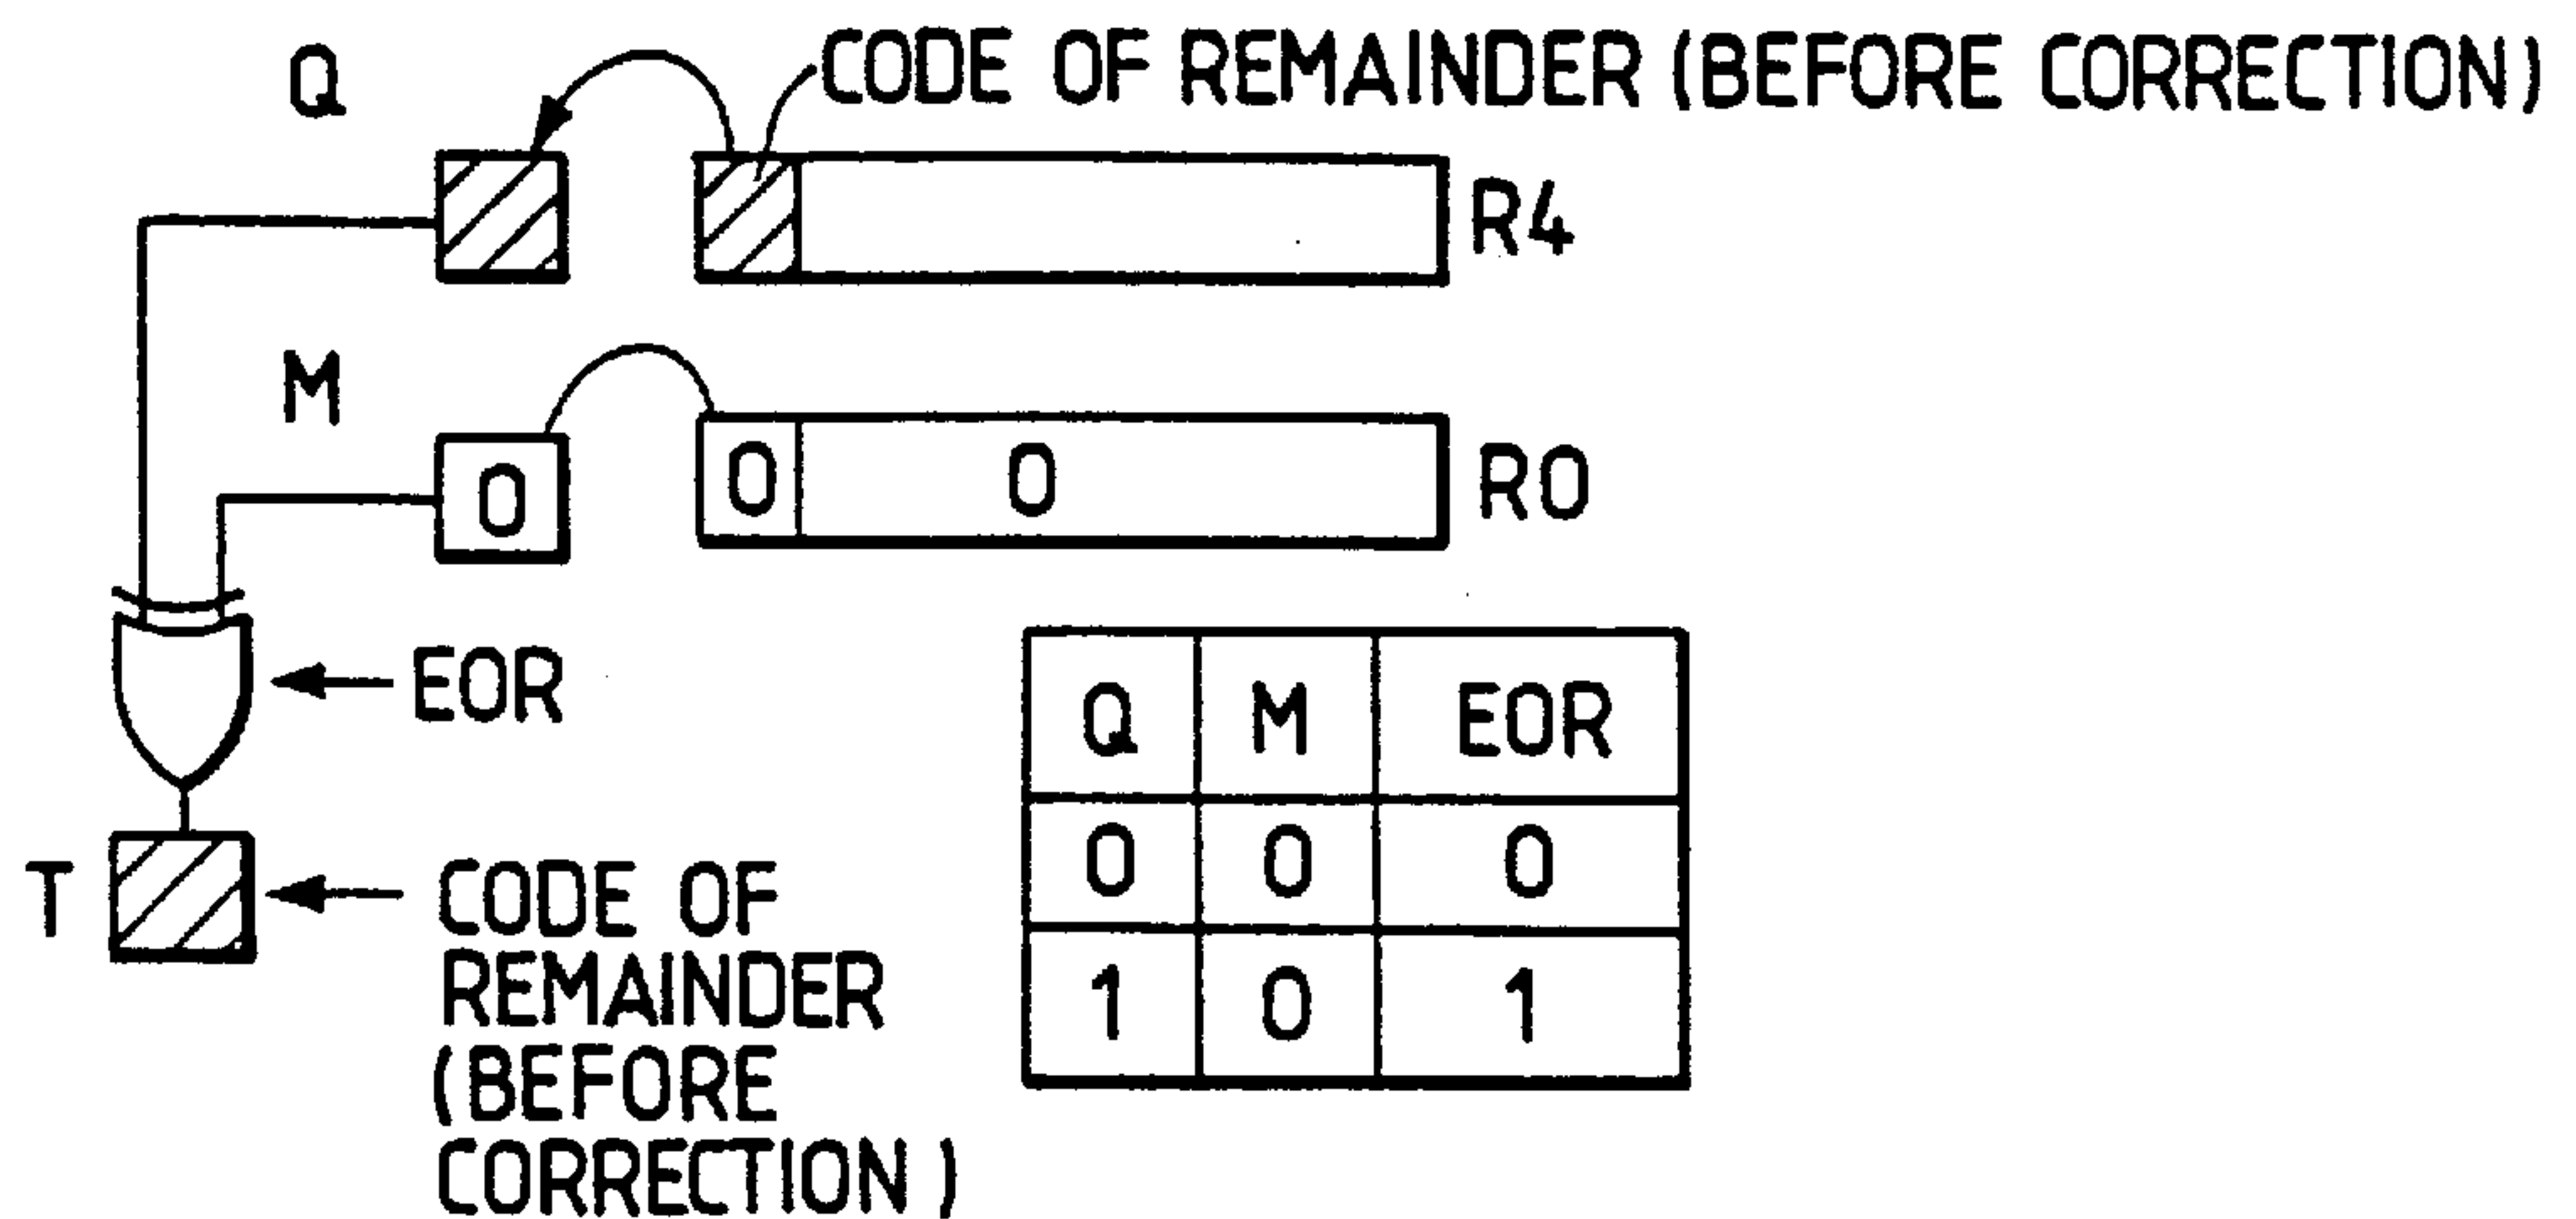 Q
CODE OF REMAINDER (BEFORE CORRECTION)
R4
M
0
0 0 R0
EOR
T
CODE OF
REMAINDER
(BEFORE
CORRECTION)
Q M EOR
0 0 0
1 0 1